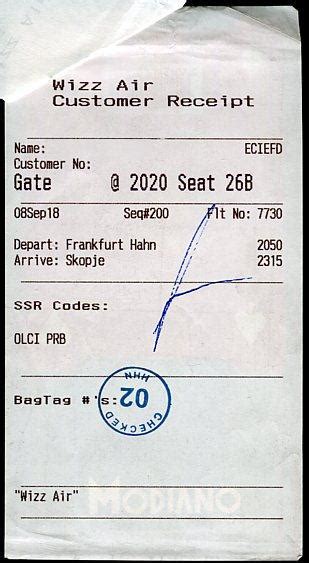 Wizz Air
Customer Receipt
Name: ECIEFD
Customer No:
Gate @ 2020 Seat 26B
08Sep18 Seq#200 Flt No: 7730
Depart: Frankfurt Hahn 2050
Arrive: Skopje 2315
SSR Codes:
OLCI PRB
BagTag #'s:
CHECKED
02
HHN
"Wizz Air"
MODIANO